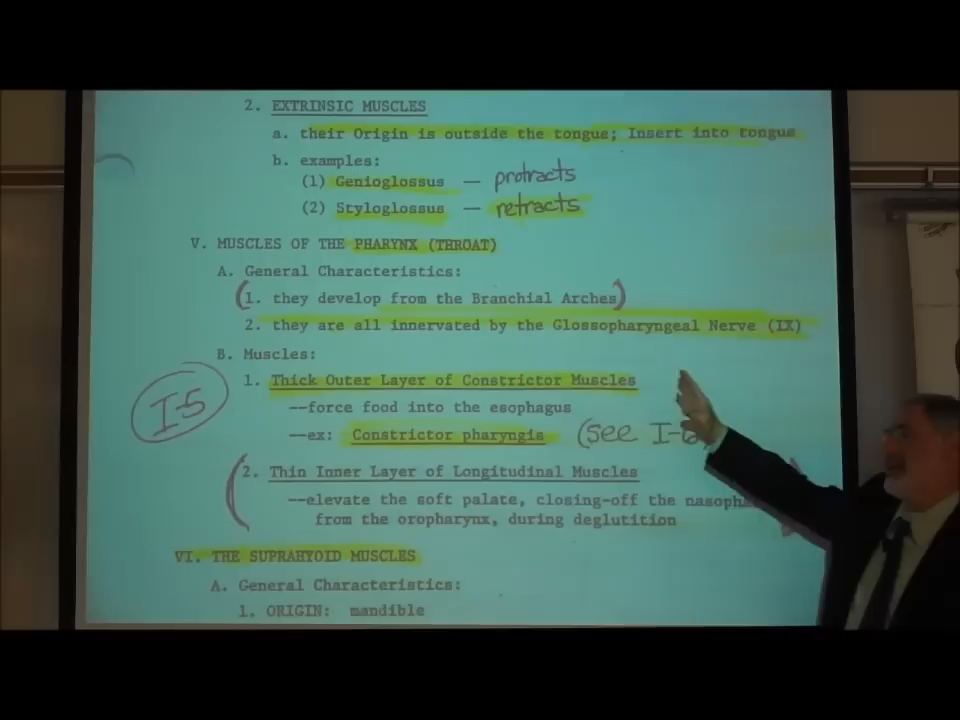 2. EXTRINSIC MUSCLES
a. their Origin is outside the tongue; Insert into tongue
b. examples:
(1) Genioglossus — protracts
(2) Styloglossus — retracts
V. MUSCLES OF THE PHARYNX (THROAT)
A. General Characteristics:
(1. they develop from the Branchial Arches)
2. they are all innervated by the Glossopharyngeal Nerve (IX)
B. Muscles:
1. Thick Outer Layer of Constrictor Muscles
I-5
--force food into the esophagus
--ex: Constrictor pharyngis (see
2. Thin Inner Layer of Longitudinal Muscles
--elevate the soft palate, closing-off the
from the oropharynx, during deglutition
VI. THE SUPRAHYOID MUSCLES
A. General Characteristics:
1. ORIGIN: mandible